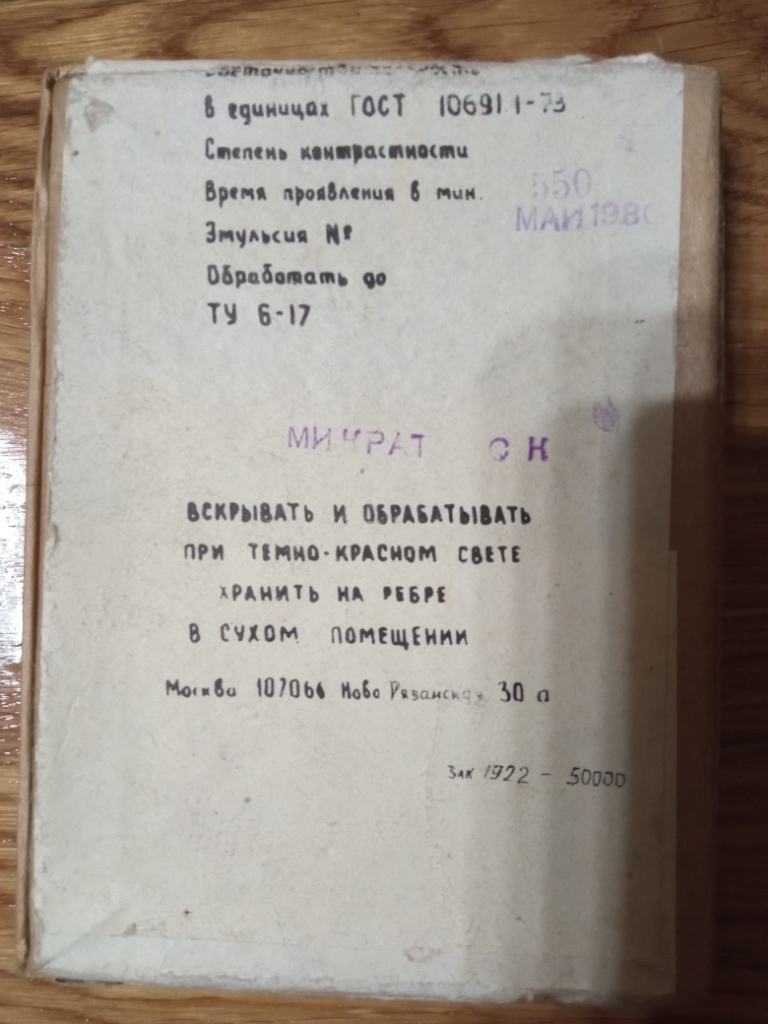 в единицах ГОСТ 10691.1-73
Степень контрастности
Время проявления в мин. 550
Эмульсия № МАЙ 198
Обработать до
ТУ 6-17
МИКРАТ СК
ВСКРЫВАТЬ И ОБРАБАТЫВАТЬ
ПРИ ТЕМНО-КРАСНОМ СВЕТЕ
ХРАНИТЬ НА РЕБРЕ
В СУХОМ ПОМЕЩЕНИИ
Москва 107066 Ново Рязанская 30 а
Зак 1922 - 50000